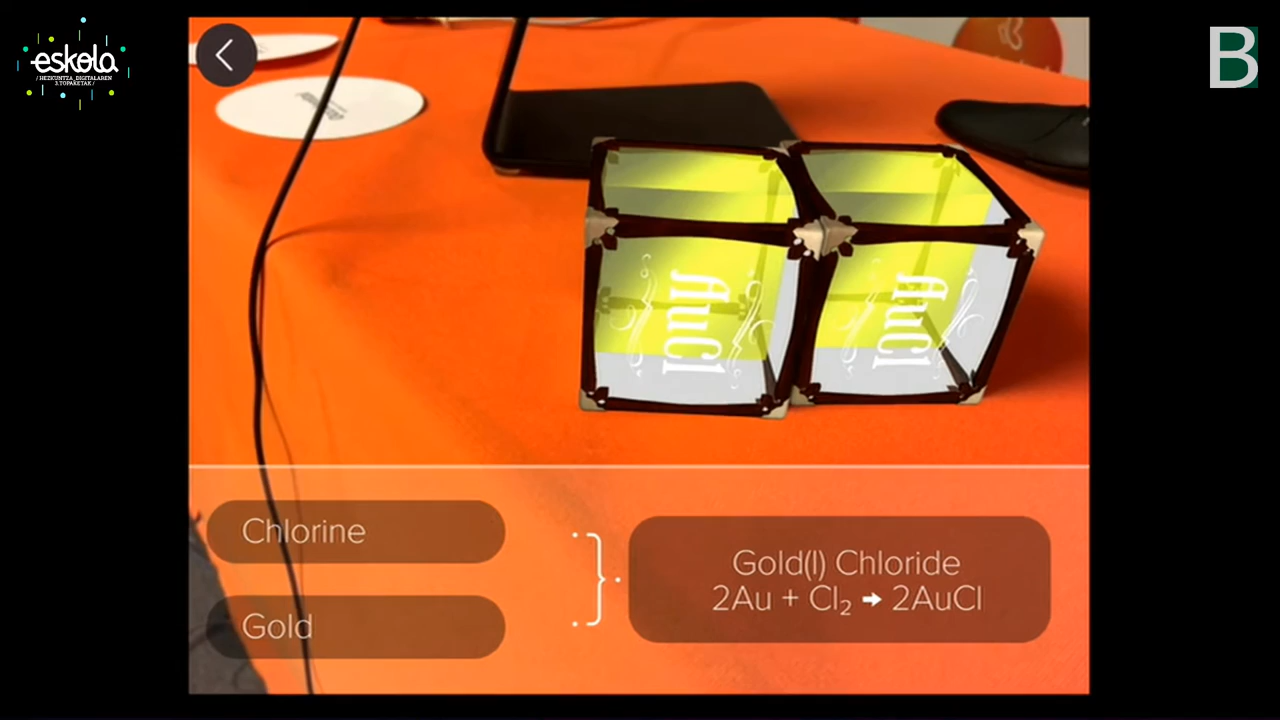 eskola
/ HEZKUNTZA_DIGITALAREN
3.TOPAKETAK /
B
AuCl
AuCl
Chlorine
Gold
Gold(I) Chloride
2Au + Cl₂ → 2AuCl